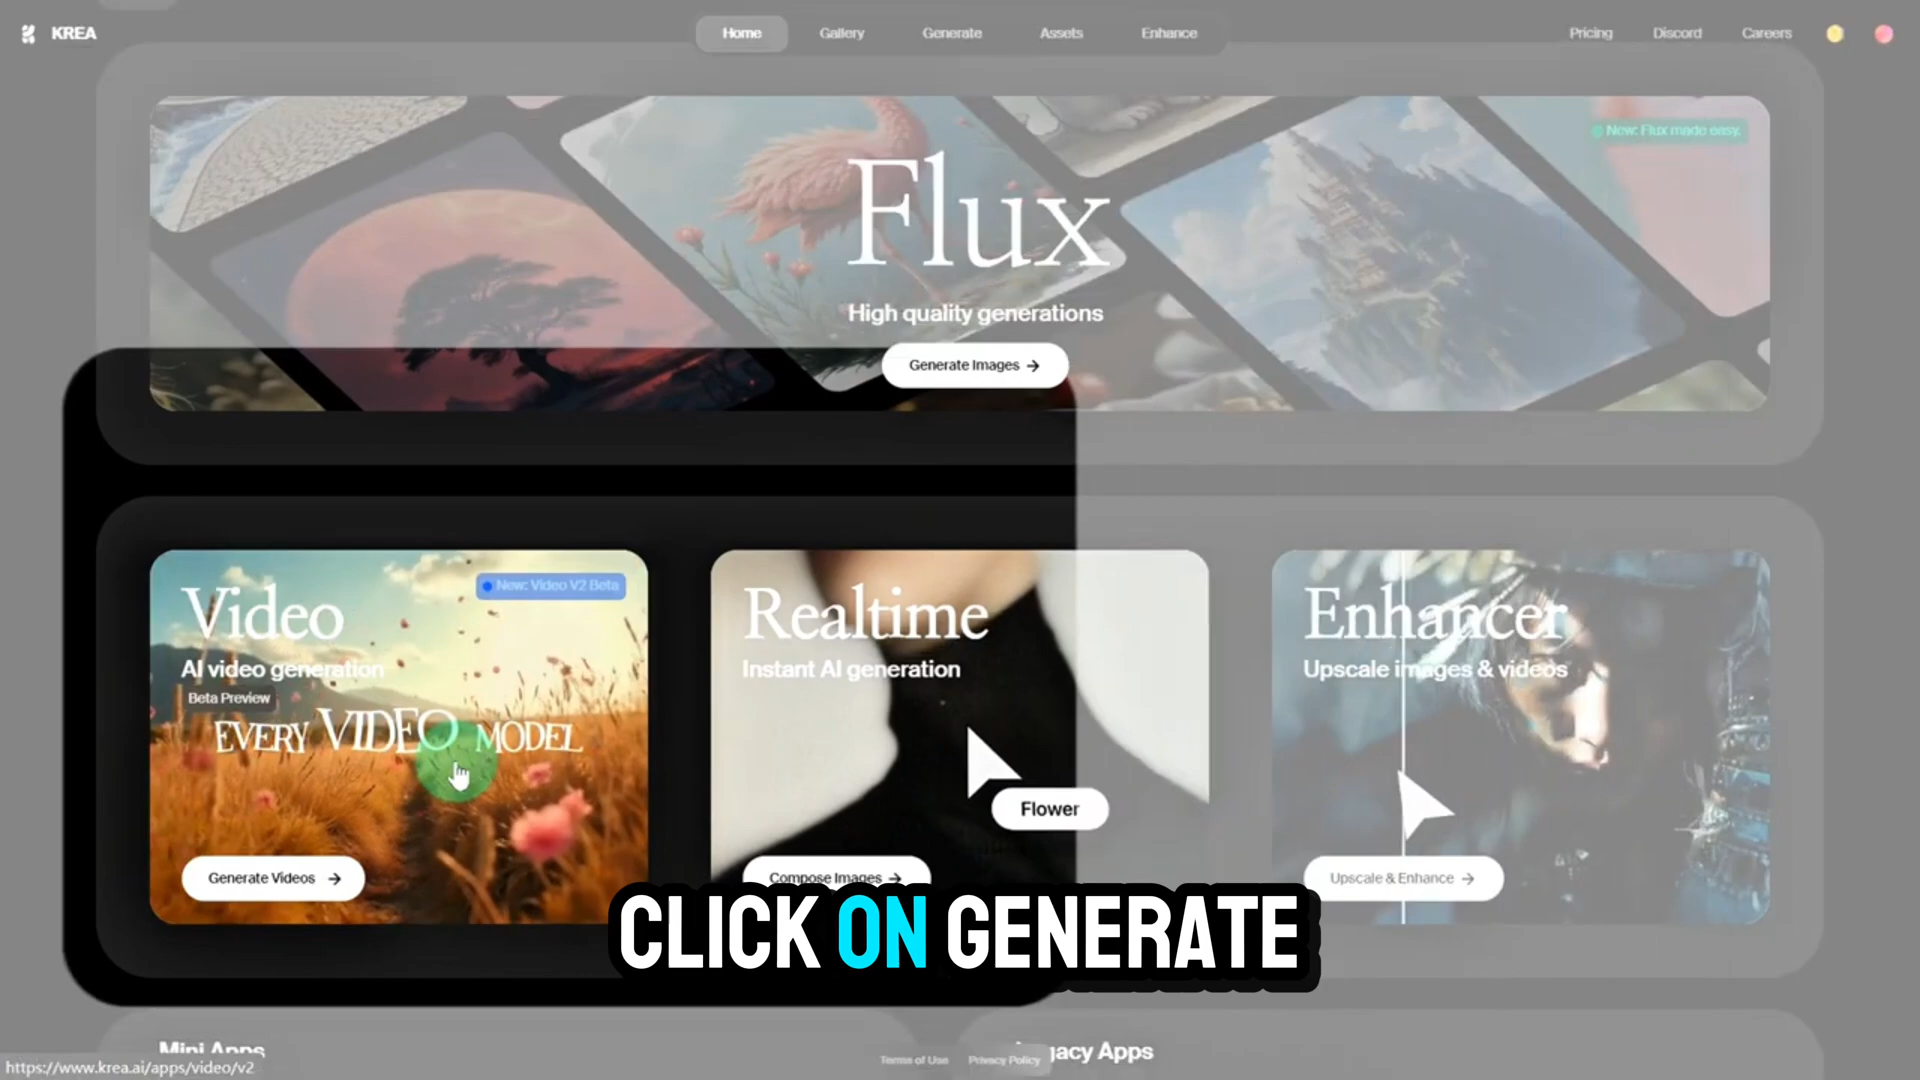 KREA
Home
Gallery
Generate
Assets
Enhance
Pricing
Discord
Careers
New: Flux made easy.
Flux
High quality generations
Generate Images →
Video
New: Video V2 Beta
AI video generation
Beta Preview
EVERY VIDEO MODEL
Generate Videos →
Realtime
Instant AI generation
Flower
Compose Images →
Enhancer
Upscale images & videos
Upscale & Enhance →
CLICK ON GENERATE
Mini Apps
Apps
Terms of Use
Privacy Policy
https://www.krea.ai/apps/video/v2